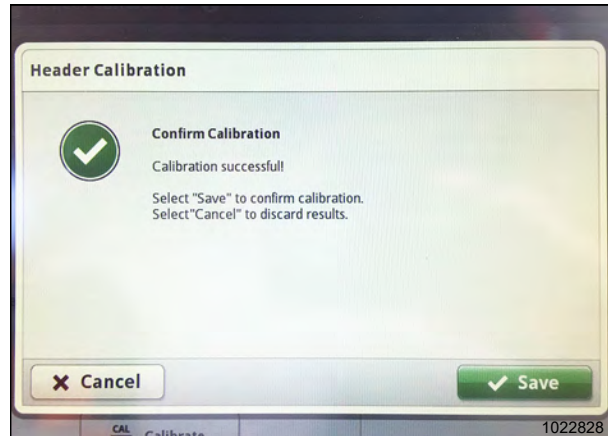 Header Calibration
Confirm Calibration
Calibration successful!
Select "Save" to confirm calibration.
Select"Cancel" to discard results.
Cancel
Save
CAL Calibrate
1022828